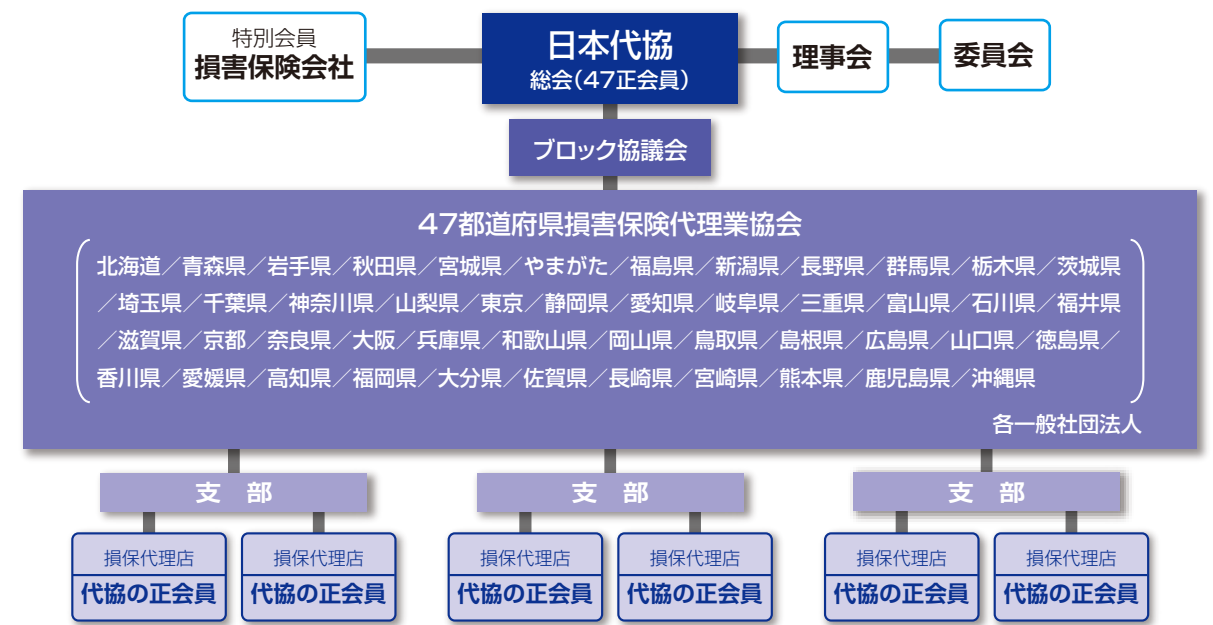 特別会員
損害保険会社
日本代協
総会(47正会員)
理事会
委員会
ブロック協議会
47都道府県損害保険代理業協会
北海道／青森県／岩手県／秋田県／宮城県／やまがた／福島県／新潟県／長野県／群馬県／栃木県／茨城県
／埼玉県／千葉県／神奈川県／山梨県／東京／静岡県／愛知県／岐阜県／三重県／富山県／石川県／福井県
／滋賀県／京都／奈良県／大阪／兵庫県／和歌山県／岡山県／鳥取県／島根県／広島県／山口県／徳島県／
香川県／愛媛県／高知県／福岡県／大分県／佐賀県／長崎県／宮崎県／熊本県／鹿児島県／沖縄県
各一般社団法人
支　部
支　部
支　部
損保代理店
代協の正会員
損保代理店
代協の正会員
損保代理店
代協の正会員
損保代理店
代協の正会員
損保代理店
代協の正会員
損保代理店
代協の正会員